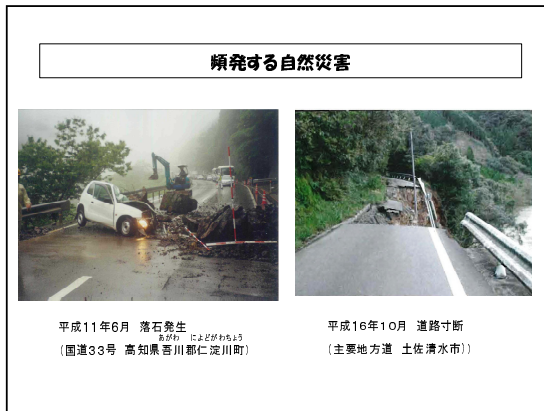 頻発する自然災害
平成11年6月 落石発生
あがわ によどがわちょう
(国道33号 高知県吾川郡仁淀川町)
平成16年10月 道路寸断
(主要地方道 土佐清水市))